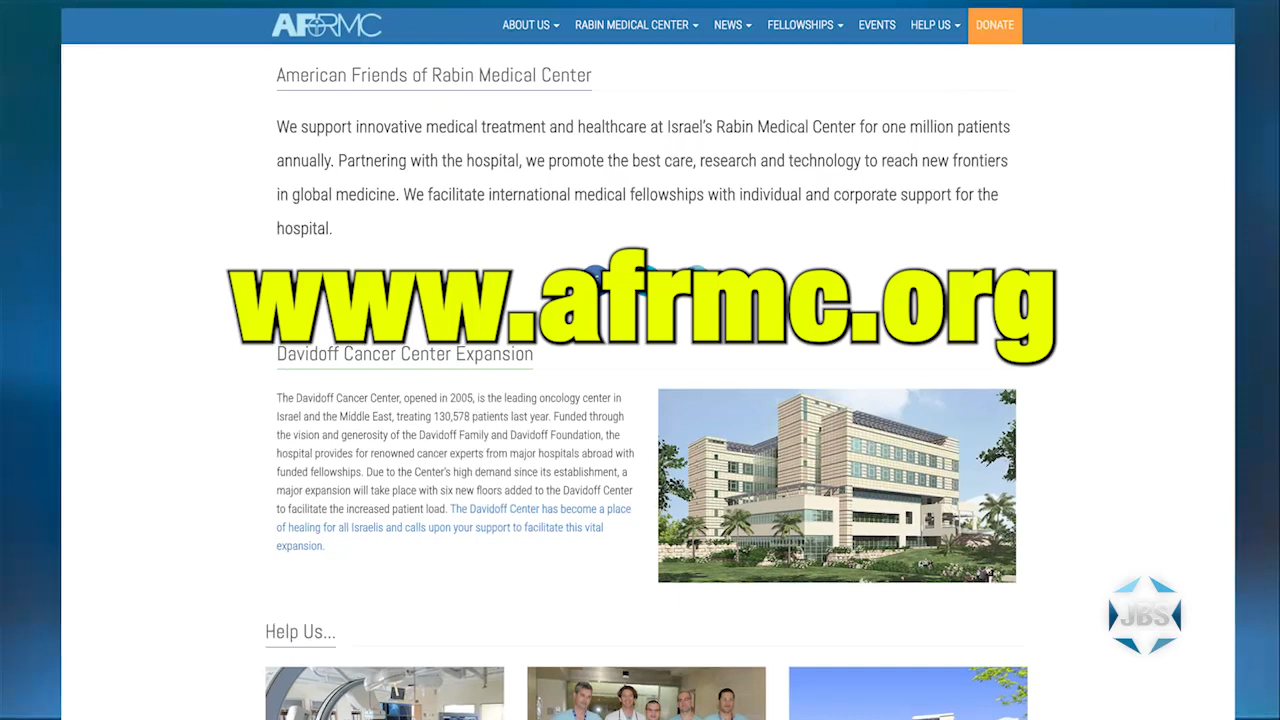 AFRMC
ABOUT US
RABIN MEDICAL CENTER
NEWS
FELLOWSHIPS
EVENTS
HELP US
DONATE
American Friends of Rabin Medical Center
We support innovative medical treatment and healthcare at Israel's Rabin Medical Center for one million patients
annually. Partnering with the hospital, we promote the best care, research and technology to reach new frontiers
in global medicine. We facilitate international medical fellowships with individual and corporate support for the
hospital.
www.afrmc.org
Davidoff Cancer Center Expansion
The Davidoff Cancer Center, opened in 2005, is the leading oncology center in
Israel and the Middle East, treating 130,578 patients last year. Funded through
the vision and generosity of the Davidoff Family and Davidoff Foundation, the
hospital provides for renowned cancer experts from major hospitals abroad with
funded fellowships. Due to the Center's high demand since its establishment, a
major expansion will take place with six new floors added to the Davidoff Center
to facilitate the increased patient load. The Davidoff Center has become a place
of healing for all Israelis and calls upon your support to facilitate this vital
expansion.
JBS
Help Us...